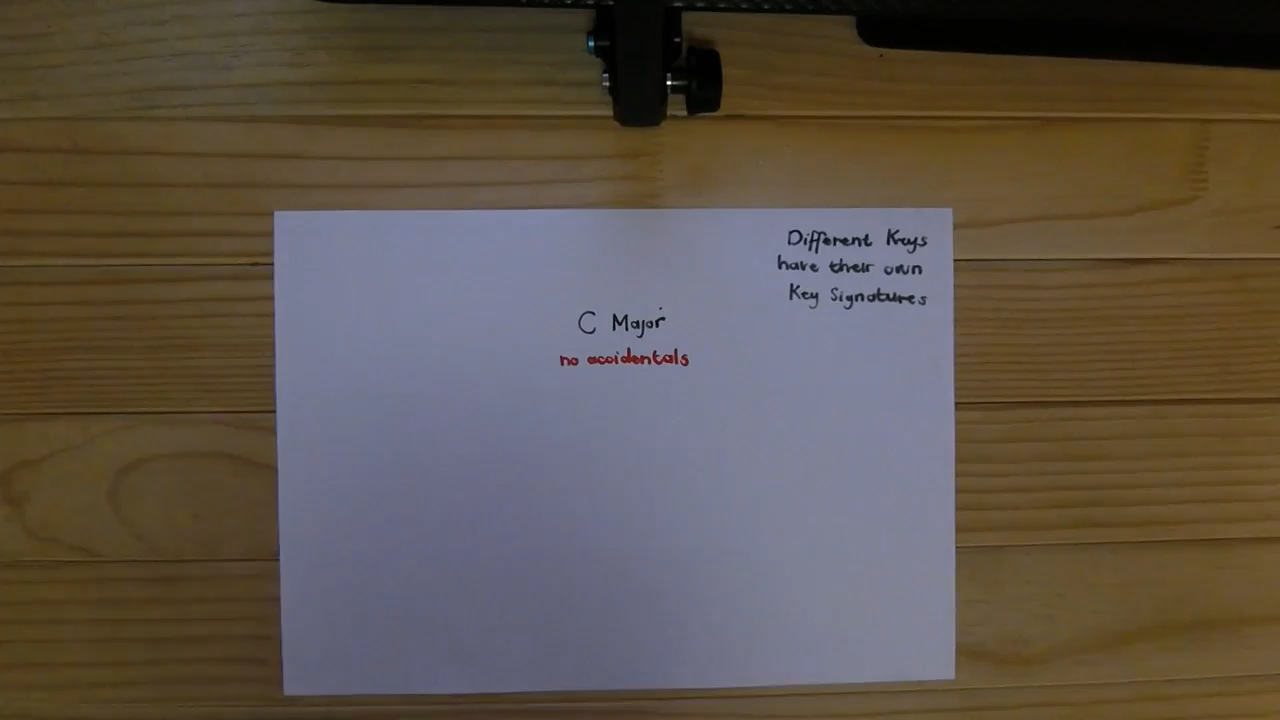 Different Keys
have their own
Key Signatures
C Major
no accidentals